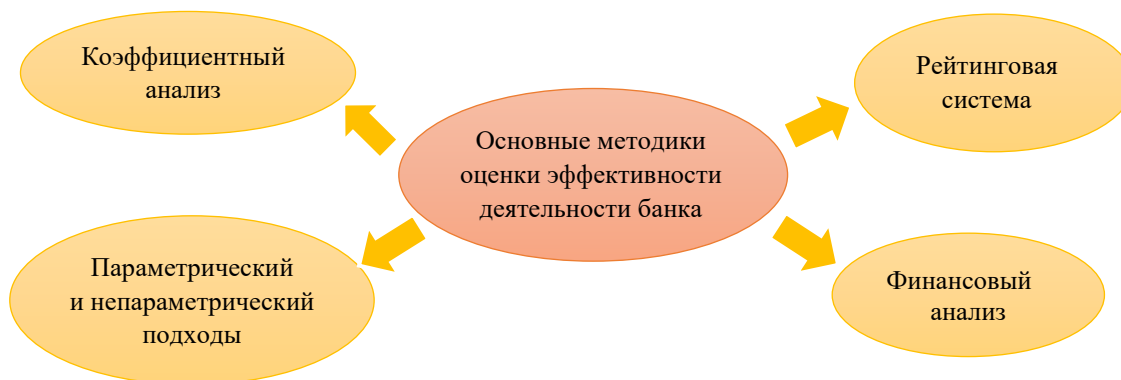 Коэффициентный
анализ
Рейтинговая
система
Основные методики
оценки эффективности
деятельности банка
Параметрический
и непараметрический
подходы
Финансовый
анализ